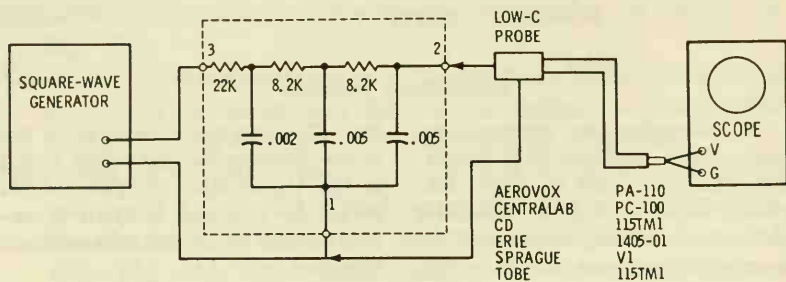 LOW-C
PROBE
3
2
SQUARE-WAVE
GENERATOR
22K
8.2K
8.2K
SCOPE
.002
.005
.005
V
G
1
AEROVOX PA-110
CENTRALAB PC-100
CD 115TM1
ERIE 1405-01
SPRAGUE V1
TOBE 115TM1